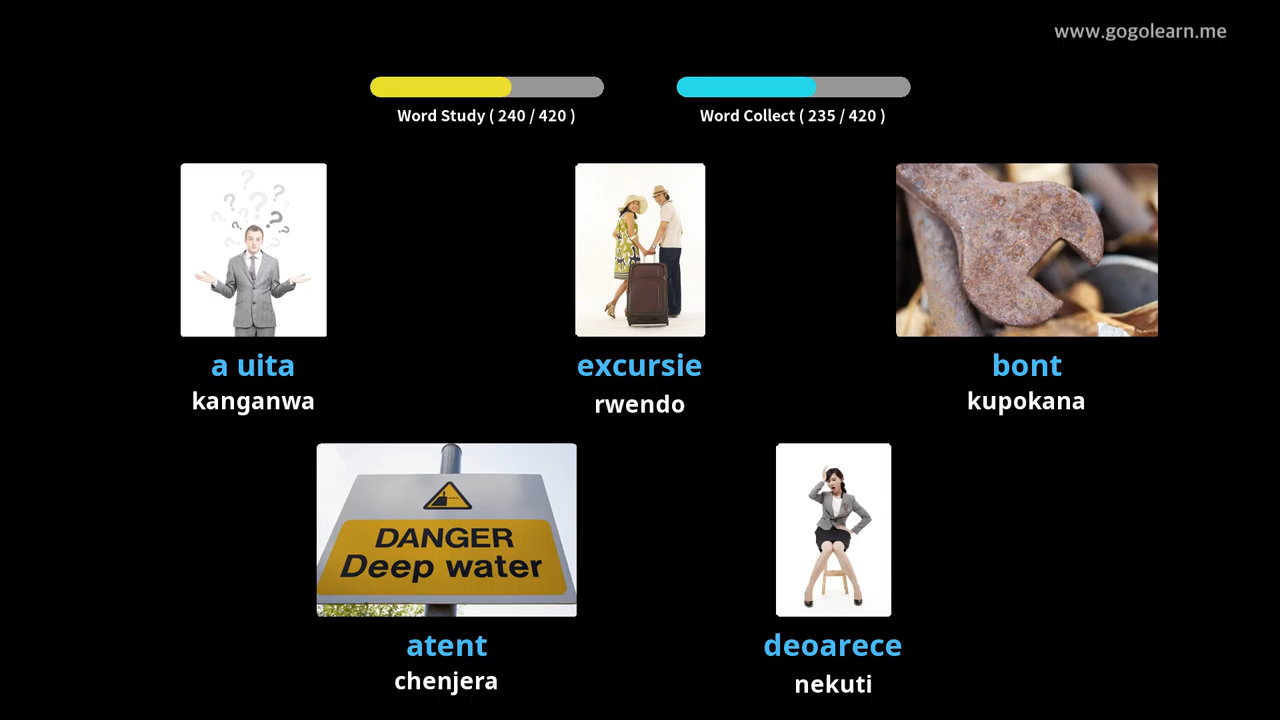 www.gogolearn.me
Word Study ( 240 / 420 )
Word Collect ( 235 / 420 )
a uita
kanganwa
excursie
rwendo
bont
kupokana
DANGER
Deep water
atent
chenjera
deoarece
nekuti